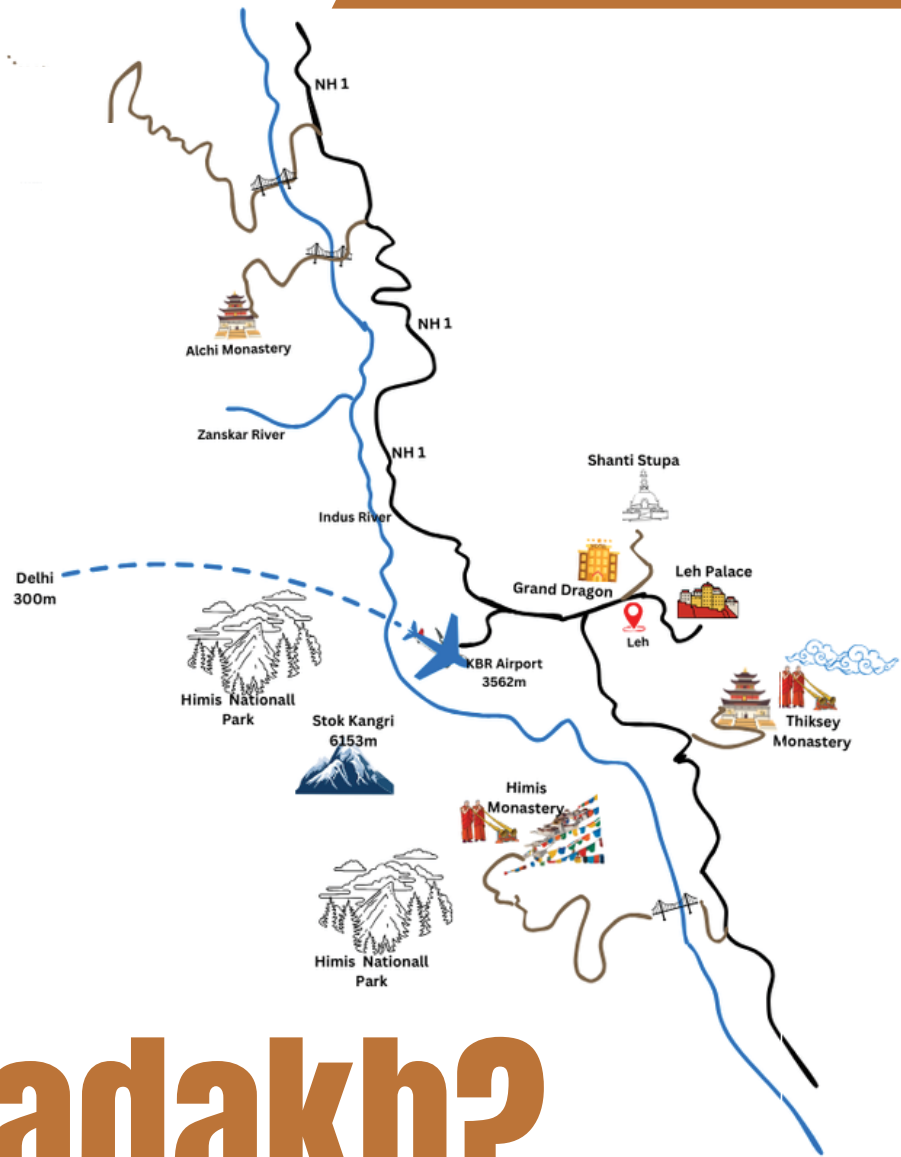 NH 1
NH 1
Alchi Monastery
Zanskar River
NH 1
Shanti Stupa
Indus River
Delhi
300m
Grand Dragon
Leh Palace
Leh
KBR Airport
3562m
Himis Nationall
Park
Stok Kangri
6153m
Thiksey
Monastery
Himis
Monastery
Himis Nationall
Park
adakh?